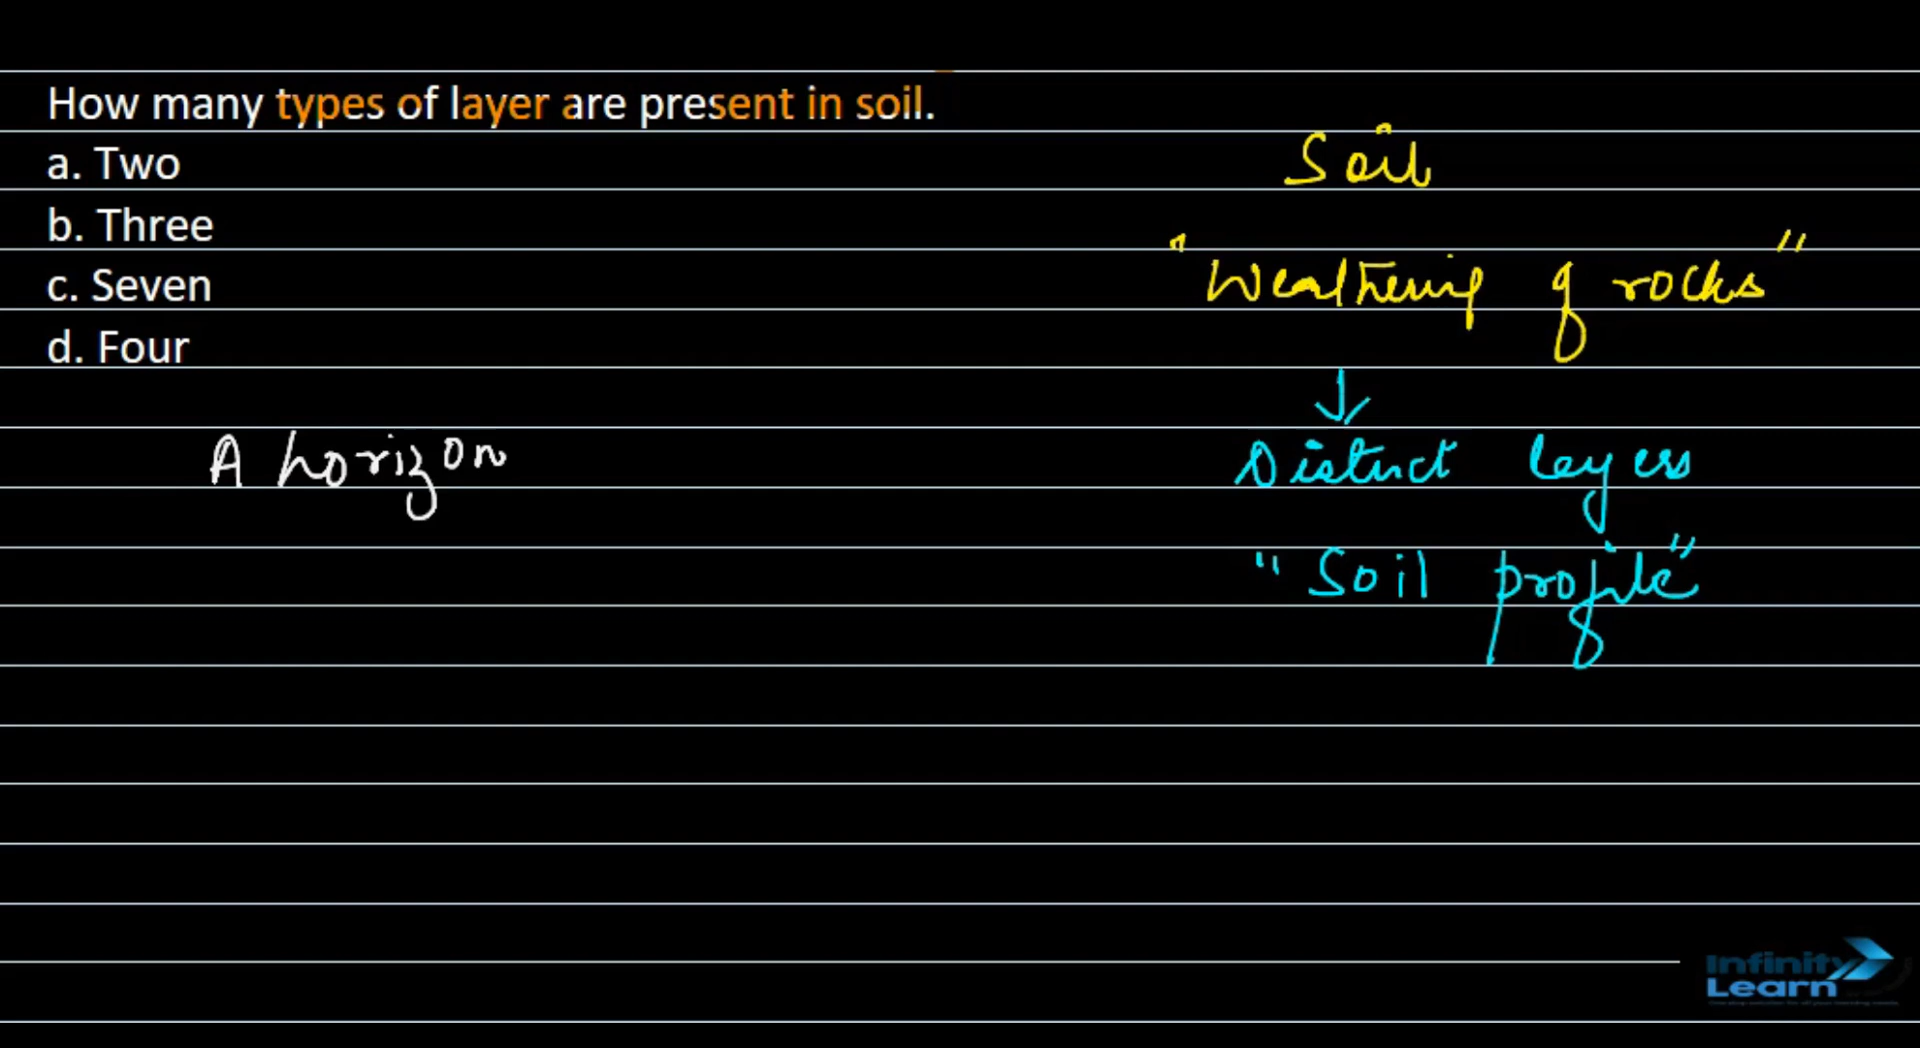 How many types of layer are present in soil.
a. Two
b. Three
c. Seven
d. Four
A horizon
Soil
"Weathering of rocks"
↓
Distinct layers
"Soil profile"
Infinity
Learn